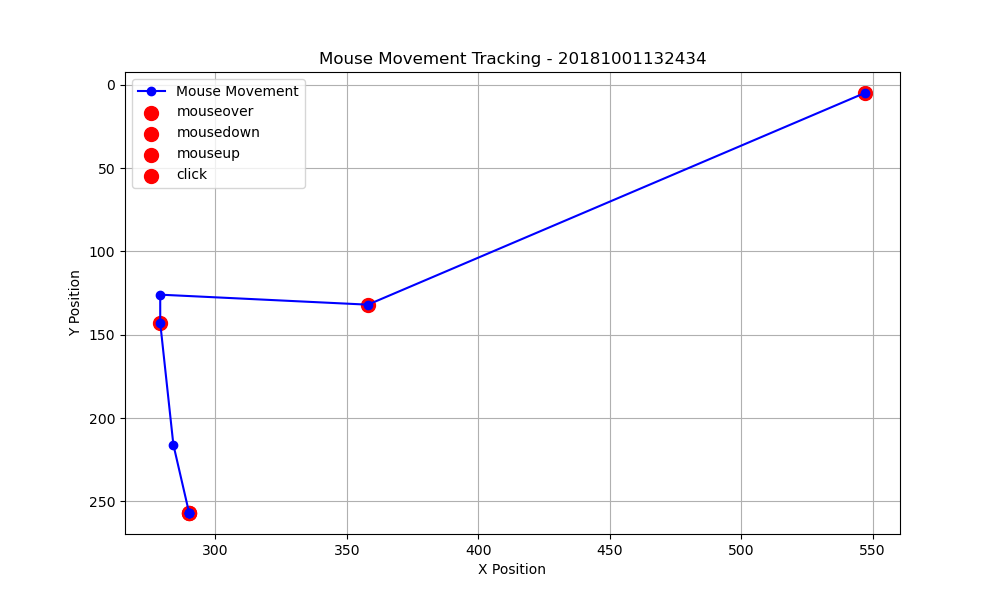 Mouse Movement Tracking - 20181001132434
Mouse Movement
mouseover
mousedown
mouseup
click
0
50
100
150
200
250
Y Position
300
350
400
450
500
550
X Position